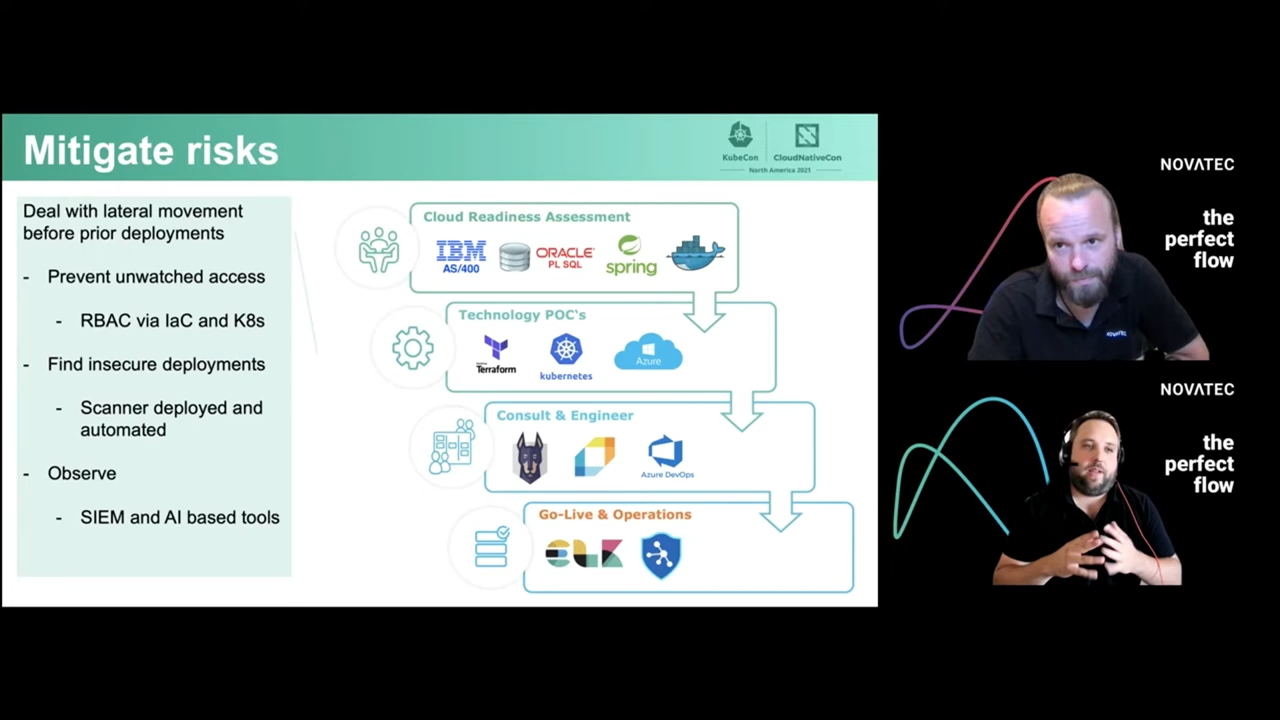 Mitigate risks
KubeCon
CloudNativeCon
North America 2021
Deal with lateral movement
before prior deployments
- Prevent unwatched access
- RBAC via IaC and K8s
- Find insecure deployments
- Scanner deployed and
automated
- Observe
- SIEM and AI based tools
Cloud Readiness Assessment
IBM
AS/400
ORACLE
PL SQL
spring
Technology POC's
Terraform
kubernetes
Azure
Consult & Engineer
Azure DevOps
Go-Live & Operations
ELK
NOVATEC
the
perfect
flow
NOVATEC
NOVATEC
the
perfect
flow